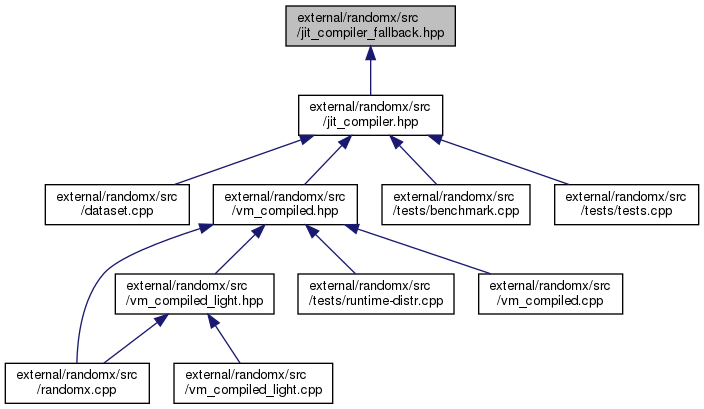 external/randomx/src
/jit_compiler_fallback.hpp
external/randomx/src
/jit_compiler.hpp
external/randomx/src
/dataset.cpp
external/randomx/src
/vm_compiled.hpp
external/randomx/src
/tests/benchmark.cpp
external/randomx/src
/tests/tests.cpp
external/randomx/src
/vm_compiled_light.hpp
external/randomx/src
/tests/runtime-distr.cpp
external/randomx/src
/vm_compiled.cpp
external/randomx/src
/randomx.cpp
external/randomx/src
/vm_compiled_light.cpp